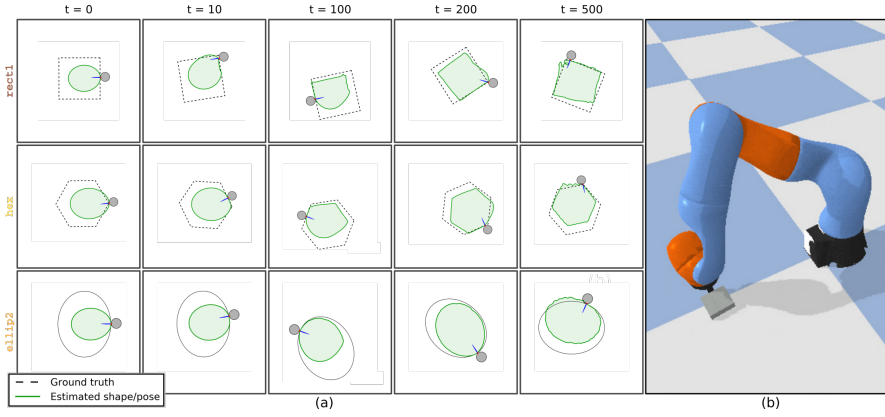 t = 0
t = 10
t = 100
t = 200
t = 500
rect1
hex
ellip2
Ground truth
Estimated shape/pose
(a)
(b)